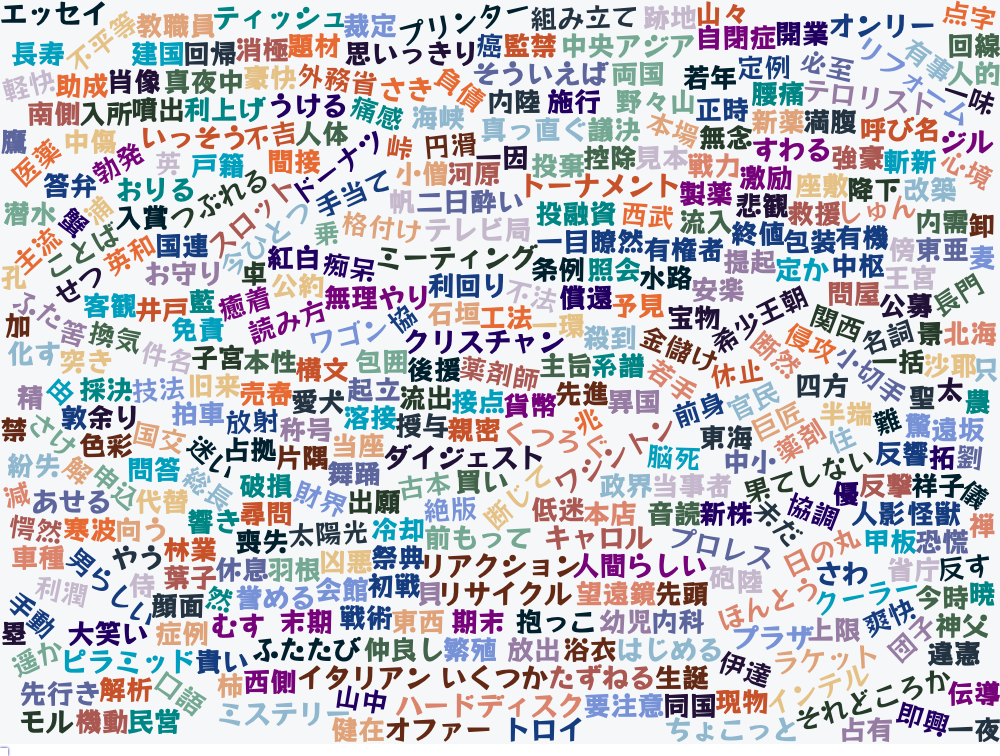 エッセイ 不平等 教職員 ティッシュ 裁定 プリンター 組み立て 跡地 山々 点字
長寿 建国 回帰 消極 題材 思いっきり 癌 監禁 中央アジア 自閉症 開業 オンリー リフォーム 有事 回線
軽快 助成 肖像 真夜中 豪快 外務省 さき 負債 そういえば 両国 若年 定例 必至 テロリスト 人的 一味
南側 入所 噴出 利上げ うける 痛感 海峡 内陸 施行 野々山 正時 腰痛
鷹 中傷 いっそう 不吉 人体 峠 円滑 真っ直ぐ 議決 本場 無念 新薬 満腹 呼び名 ジル
医薬 勃発 英 戸籍 間接 ドーナツ 小僧 河原 一因 投棄 控除 見本 戦力 すわる 強豪 斬新 心境
答弁 おりる つぶれる スロット 手当て 帆 二日酔い トーナメント 製薬 激励 座敷 降下 改築
潜水 鬱 捕 入賞 今ひとつ 乗 格付け テレビ局 投融資 西武 流入 悲観 救援 しゅん 内需 卸
主流 ことば 英和 国連 紅白 痴呆 ミーティング 一目瞭然 有権者 終値 包装 有機 傍 東亜 麦
孔 せつ お守り 車 公約 無理やり 利回り 不法 条例 照会 水路 提起 定か 中枢 王宮
ふた 客観 井戸 藍 癒着 償還 予見 安楽 問屋 公募 長門
加 答 換気 免責 読み方 ワゴン 協 石垣 工法 一環 殺到 宝物 希少 王朝 関西 名詞 景 北海
化す 突き 件名 子宮 本性 構文 包囲 クリスチャン 後援 薬剤師 主旨 系譜 金儲け 断然 侵攻 小切手 一括 沙耶 只
精 由 採決 技法 旧来 売春 愛犬 起立 流出 接点 貨幣 先進 異国 若手 休止 四方 聖 太 農
敦 余り 拍車 放射 称号 溶接 授与 親密 兆 前身 官民 巨匠 半端 難 驚 遠坂
禁 さけ 色彩 国交 迷い 占拠 片隅 当座 ダイジェスト くつろぐ ワシントン 脳死 東海 中小 薬剤 住 反響 拓 劉
紛失 解 申込 問答 総長 破損 舞踊 財界 出願 古本 買い 断じて 政界 当事者 果てしない 優 反撃 祥子 儀
減 あせる 代替 響き 尋問 絶版 低迷 本店 音読 新株 未だ 協調 人影 怪獣 禅
愕然 寒波 向う 喪失 太陽光 冷却 前もって キャロル プロレス 日の丸 甲板 恐慌
車種 男らしい やう 林業 休息 羽根 凶悪 祭典 リアクション 人間らしい 砲 陸 さわ 省庁 反す
利潤 侍 葉子 然 誉める 会館 初戦 貝 リサイクル 望遠鏡 先頭 ほんとう クーラー 今時 暁
手動 塁 大笑い 顔面 症例 むす 末期 戦術 東西 期末 抱っこ 幼児 内科 プラザ 上限 爽快 団子 神父
遥か ピラミッド 貴い ふたたび 仲良し 繁殖 放出 浴衣 はじめる 伊達 ラケット 違憲
先行き 解析 口語 柿 西側 イタリアン いくつか たずねる 生誕 インテル それどころか 伝導
モル 機動 民営 ミステリー 山中 ハードディスク 要注意 同国 現物
健在 オファー トロイ ちょこっと 占有 即興 一夜